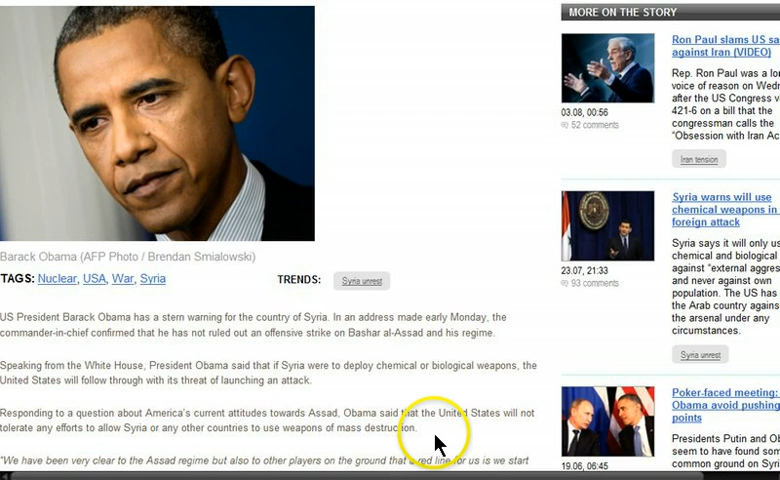 Barack Obama (AFP Photo / Brendan Smialowski)
TAGS: Nuclear, USA, War, Syria
TRENDS: Syria unrest
US President Barack Obama has a stern warning for the country of Syria. In an address made early Monday, the
commander-in-chief confirmed that he has not ruled out an offensive strike on Bashar al-Assad and his regime.
Speaking from the White House, President Obama said that if Syria were to deploy chemical or biological weapons, the
United States will follow through with its threat of launching an attack.
Responding to a question about America's current attitudes towards Assad, Obama said that the United States will not
tolerate any efforts to allow Syria or any other countries to use weapons of mass destruction.
"We have been very clear to the Assad regime but also to other players on the ground that a red line for us is we start
MORE ON THE STORY
Ron Paul slams US sa
against Iran (VIDEO)
03.08, 00:56
52 comments
Rep. Ron Paul was a lo
voice of reason on Wedn
after the US Congress v
421-6 on a bill that the
congressman calls the
"Obsession with Iran Ac
Iran tension
Syria warns will use
chemical weapons in
foreign attack
23.07, 21:33
93 comments
Syria says it will only us
chemical and biological
against "external aggres
and never against own
population. The US has
the Arab country agains
the arsenal under any
circumstances.
Syria unrest
Poker-faced meeting:
Obama avoid pushing
points
19.06, 06:45
Presidents Putin and Ob
seem to have found som
common ground on Syri